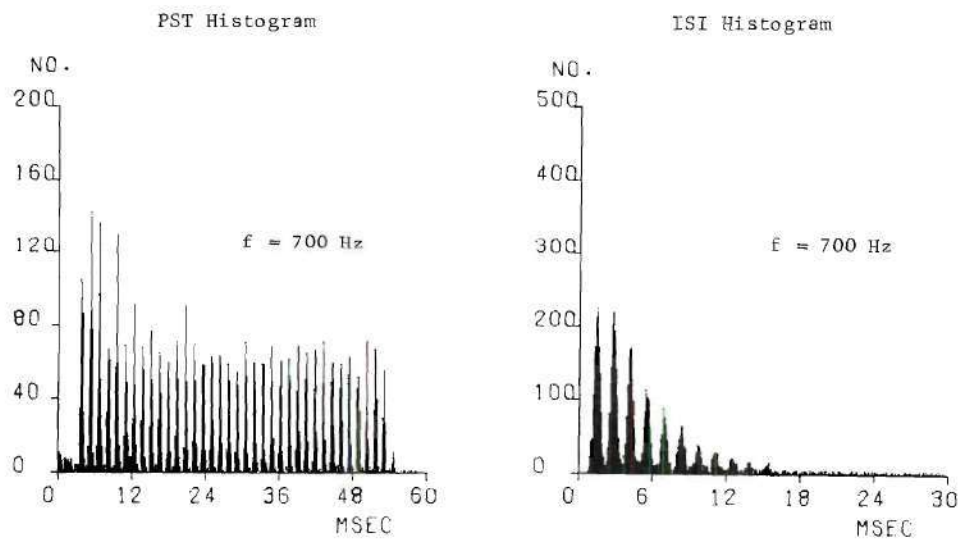 PST Histogram
NO.
200
160
120
80
40
0
0 12 24 36 48 60
MSEC
f = 700 Hz
ISI Histogram
NO.
500
400
300
200
100
0
0 6 12 18 24 30
MSEC
f = 700 Hz